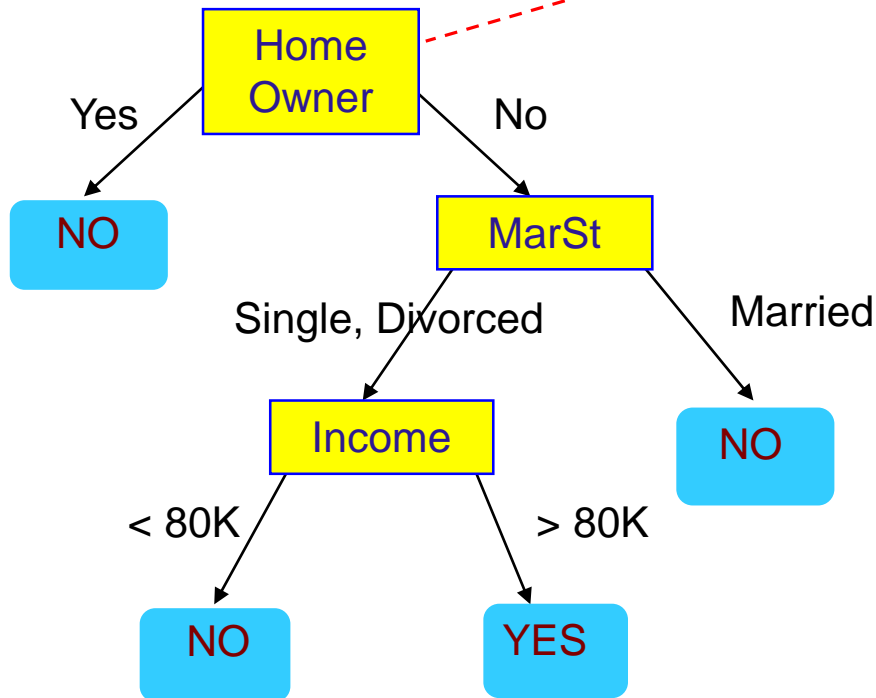 Home
Owner
Yes
No
NO
MarSt
Single, Divorced
Married
Income
NO
< 80K
> 80K
NO
YES